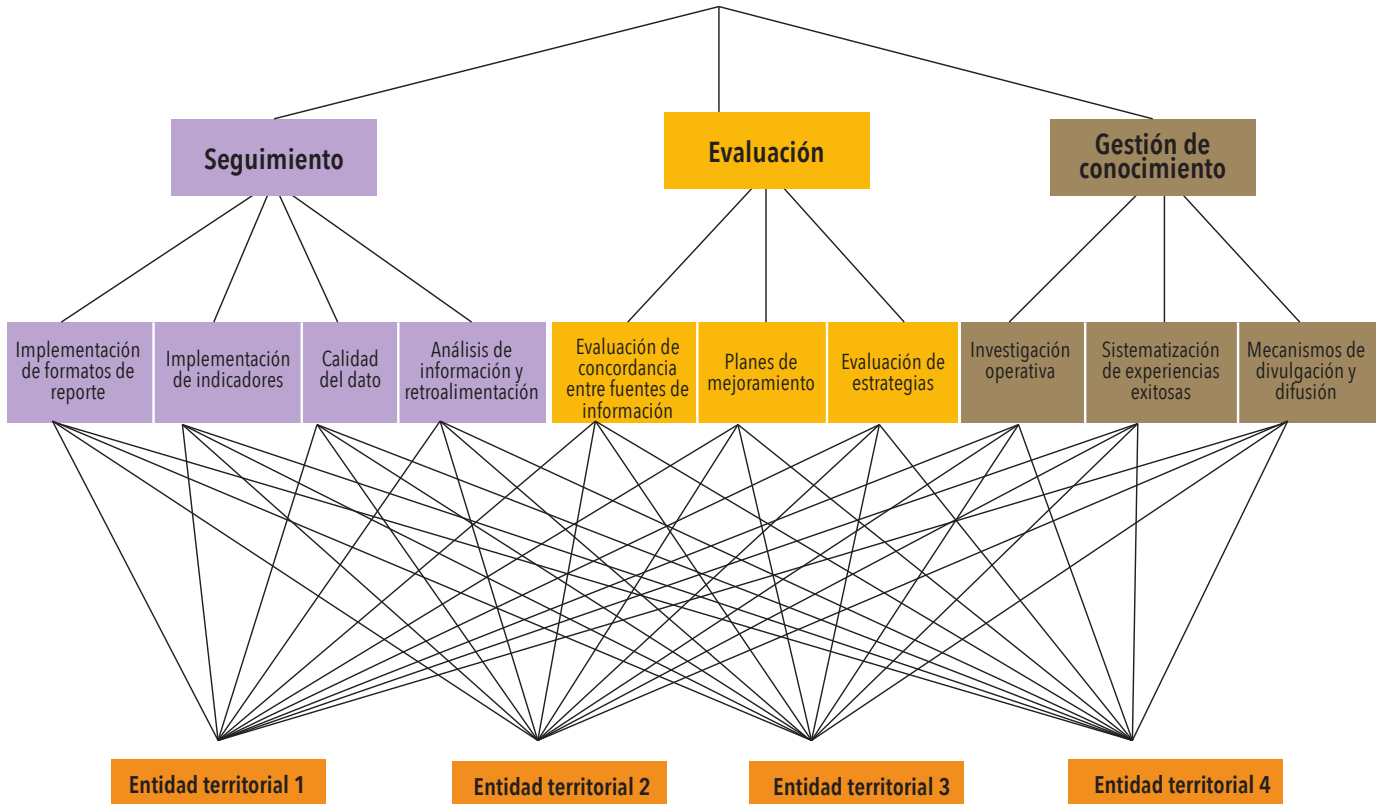 Seguimiento
Evaluación
Gestión de
conocimiento
Implementación
de formatos de
reporte
Implementación
de indicadores
Calidad
del dato
Análisis de
información y
retroalimentación
Evaluación de
concordancia
entre fuentes de
información
Planes de
mejoramiento
Evaluación de
estrategias
Investigación
operativa
Sistematización
de experiencias
exitosas
Mecanismos de
divulgación y
difusión
Entidad territorial 1
Entidad territorial 2
Entidad territorial 3
Entidad territorial 4